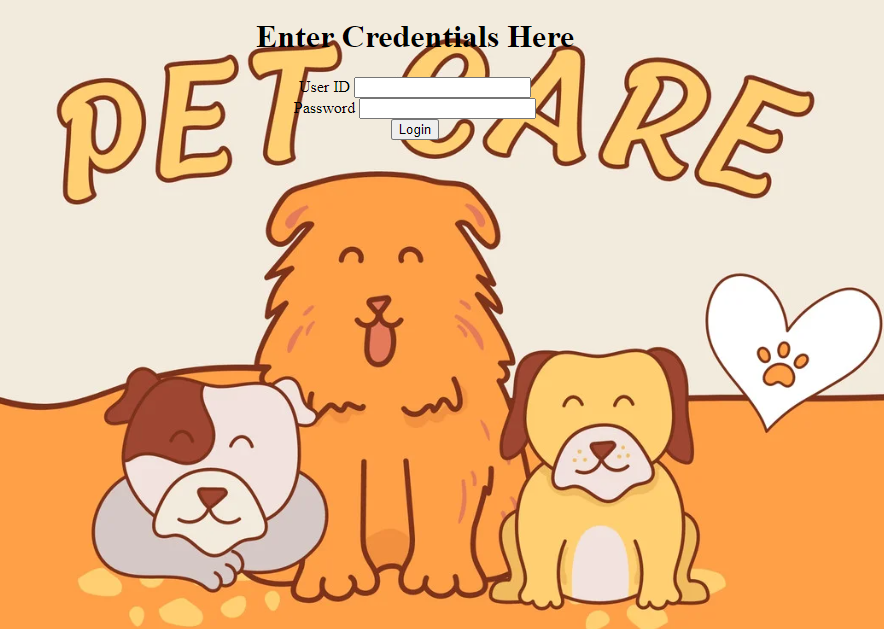 Enter Credentials Here
PET CARE
User ID
Password
Login